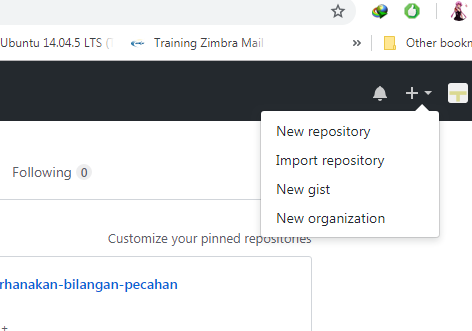 Ubuntu 14.04.5 LTS (
Training Zimbra Mail
»
Other bookm
New repository
Import repository
New gist
New organization
Following 0
Customize your pinned repositories
rhanakan-bilangan-pecahan